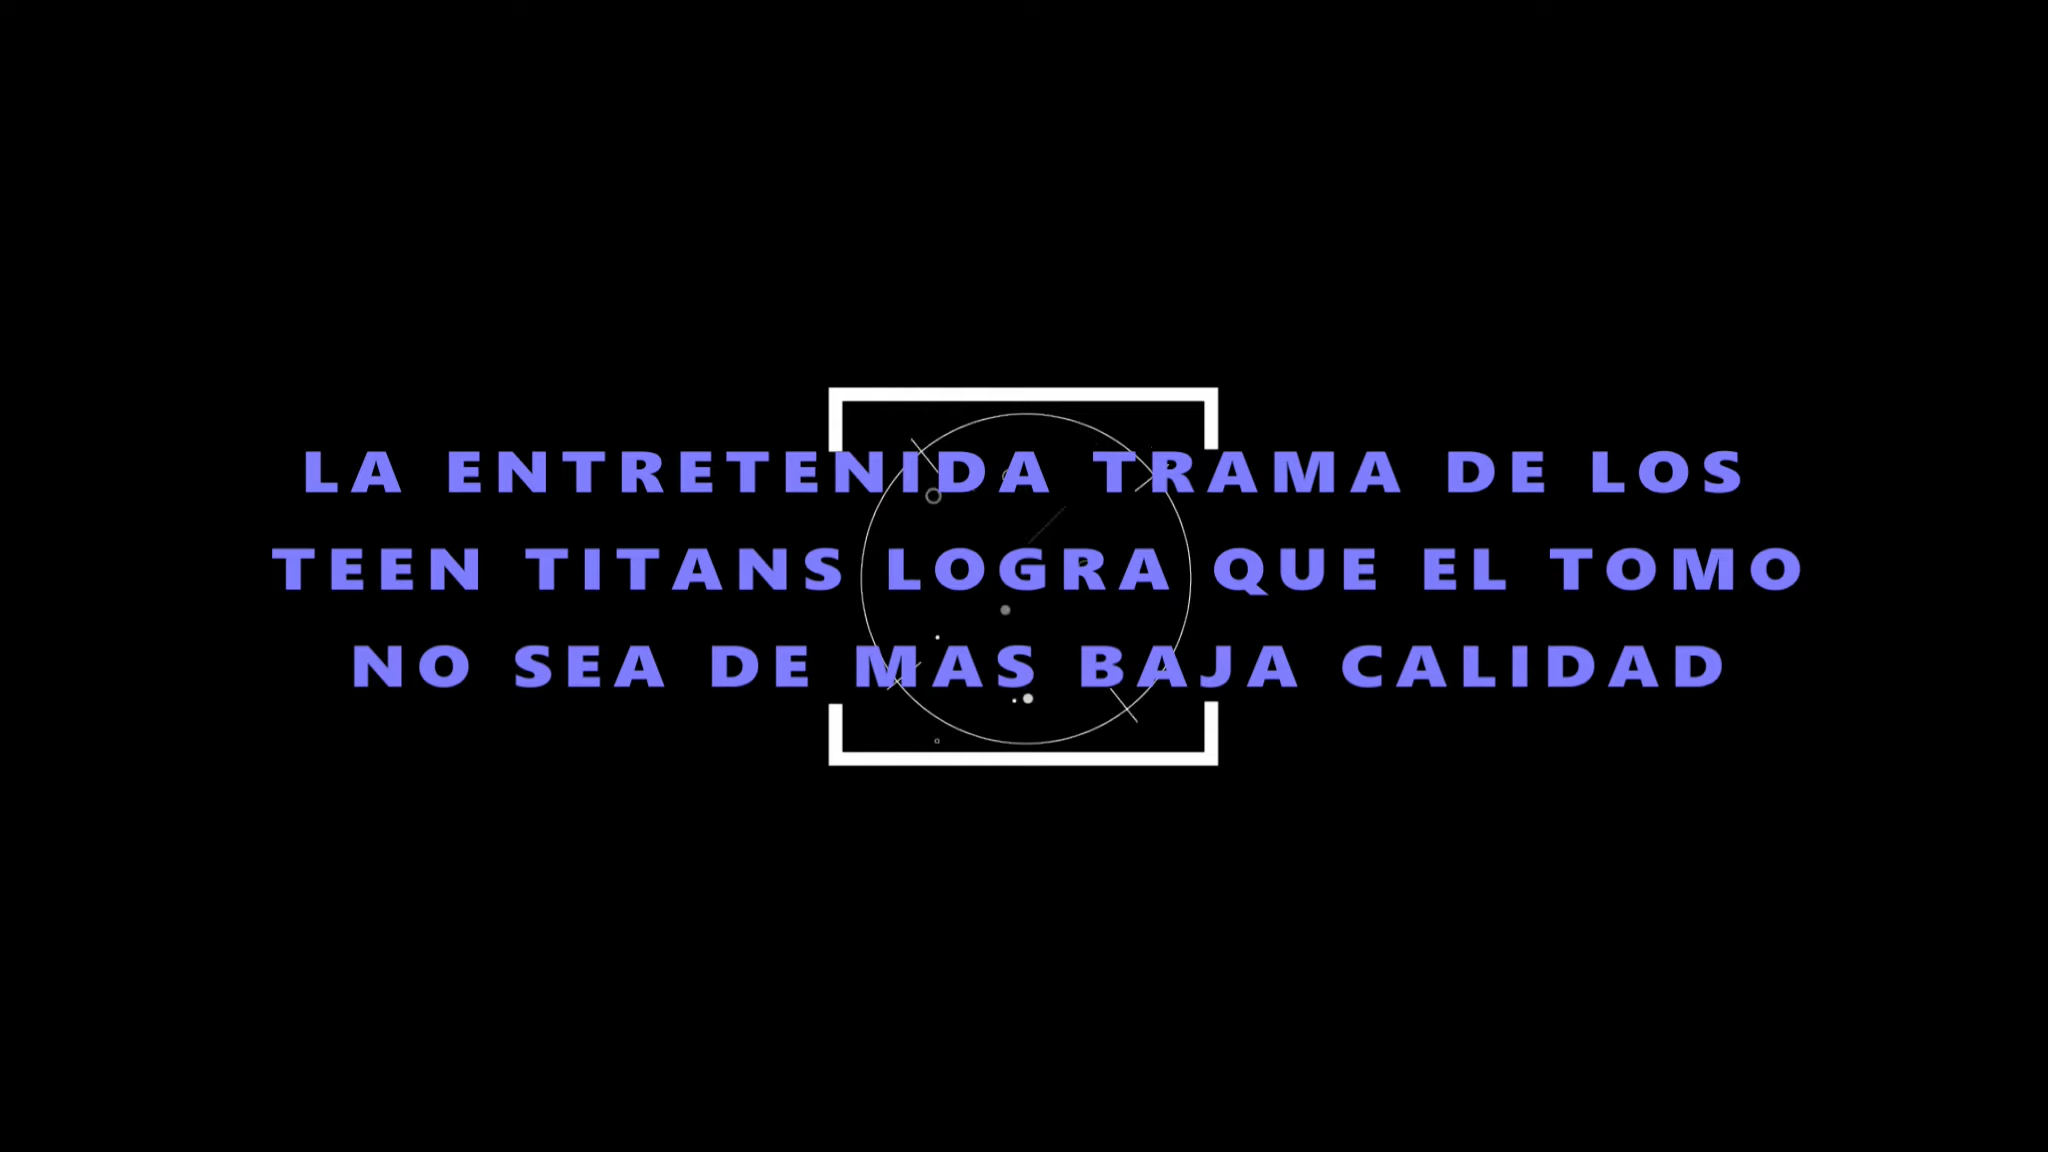 LA ENTRETENIDA TRAMA DE LOS
TEEN TITANS LOGRA QUE EL TOMO
NO SEA DE MAS BAJA CALIDAD